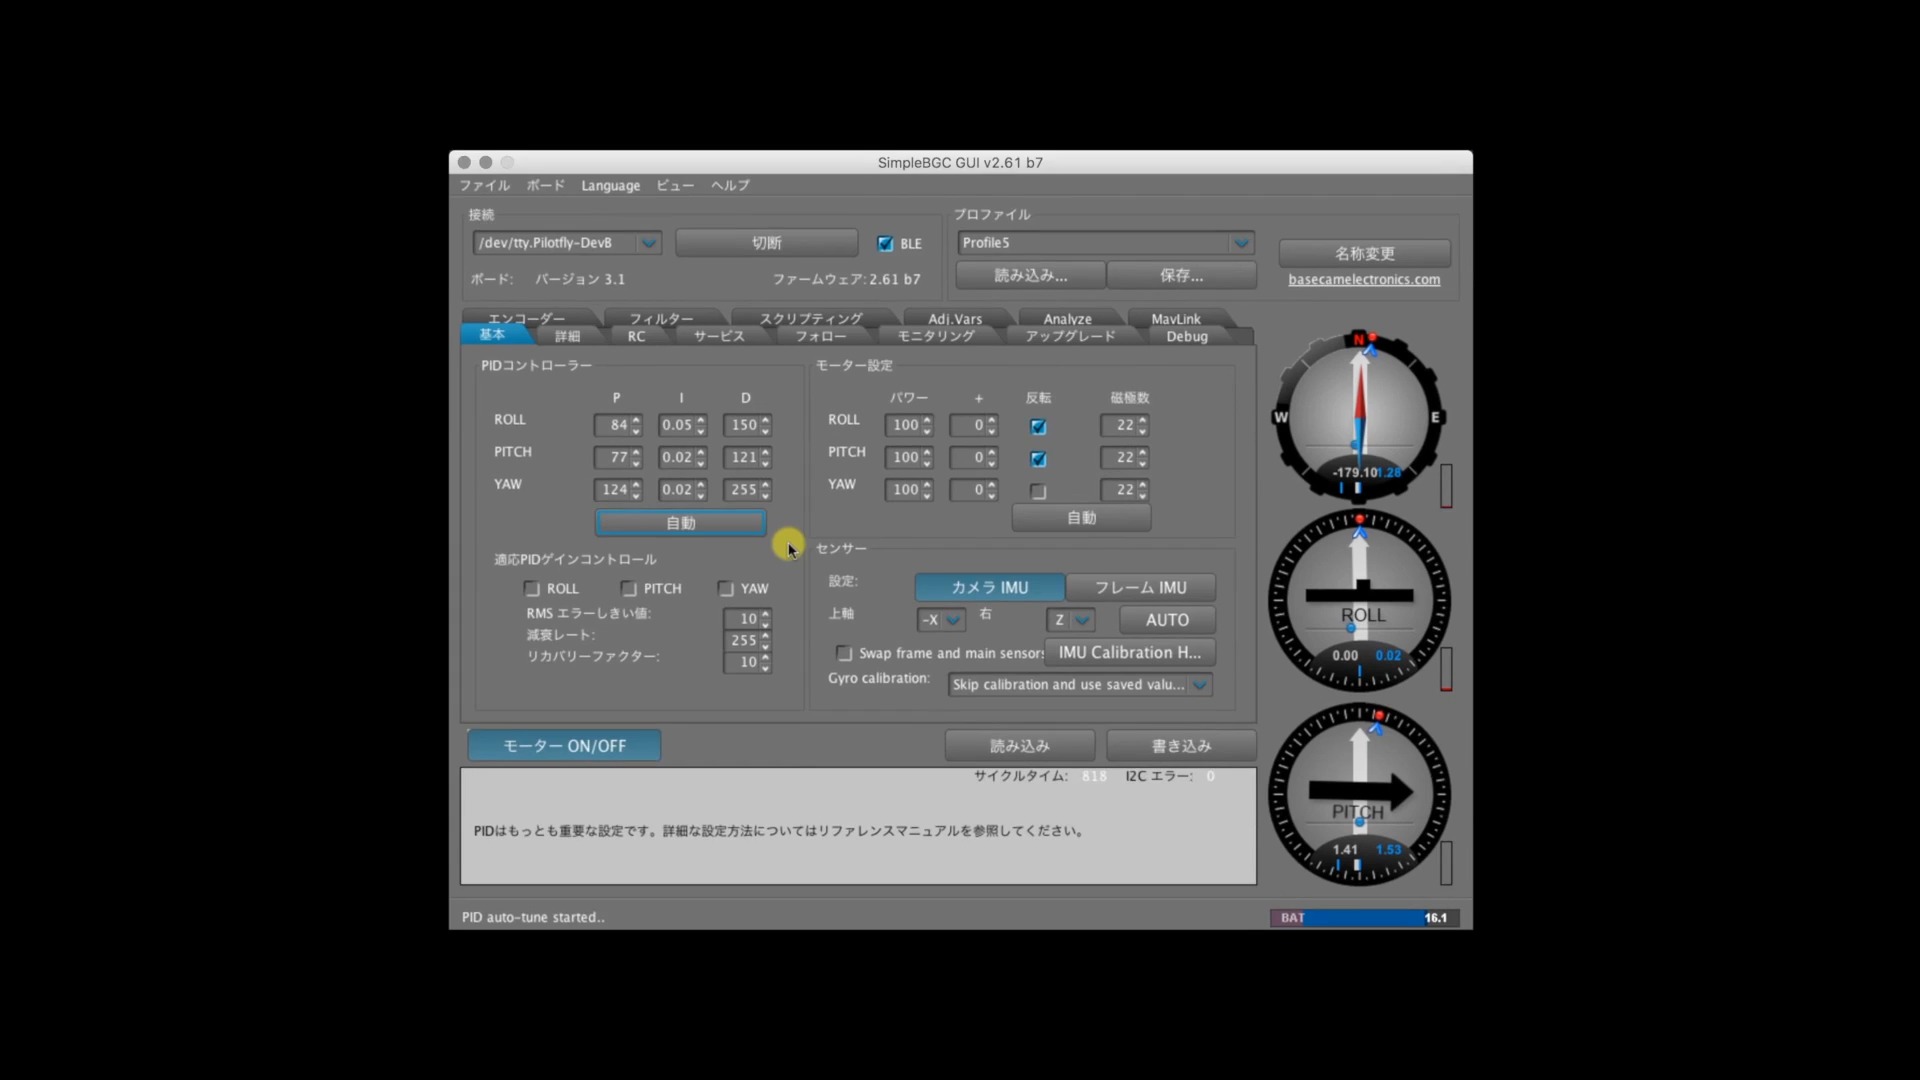 SimpleBGC GUI v2.61 b7
ファイル ボード Language ビュー ヘルプ
接続
/dev/tty.Pilotfly-DevB 切断 BLE
ボード: バージョン 3.1 ファームウェア: 2.61 b7
プロファイル
Profile5 名称変更
読み込み... 保存... basecamelectronics.com
エンコーダー フィルター スクリプティング Adj.Vars Analyze MavLink
基本 詳細 RC サービス フォロー モニタリング アップグレード Debug
PIDコントローラー
P I D
ROLL 84 0.05 150
PITCH 77 0.02 121
YAW 124 0.02 255
自動
適応PIDゲインコントロール
ROLL PITCH YAW
RMS エラーしきい値: 10
減衰レート: 255
リカバリーファクター: 10
モーター設定
パワー + 反転 磁極数
ROLL 100 0 22
PITCH 100 0 22
YAW 100 0 22
自動
センサー
設定: カメラ IMU フレーム IMU
上軸 -X 右 Z AUTO
Swap frame and main sensors IMU Calibration H...
Gyro calibration: Skip calibration and use saved valu...
モーター ON/OFF 読み込み 書き込み
サイクルタイム: 818 I2C エラー: 0
PIDはもっとも重要な設定です。詳細な設定方法についてはリファレンスマニュアルを参照してください。
N
W E
-179.10 1.28
ROLL
0.00 0.02
PITCH
1.41 1.53
PID auto-tune started..
BAT 16.1